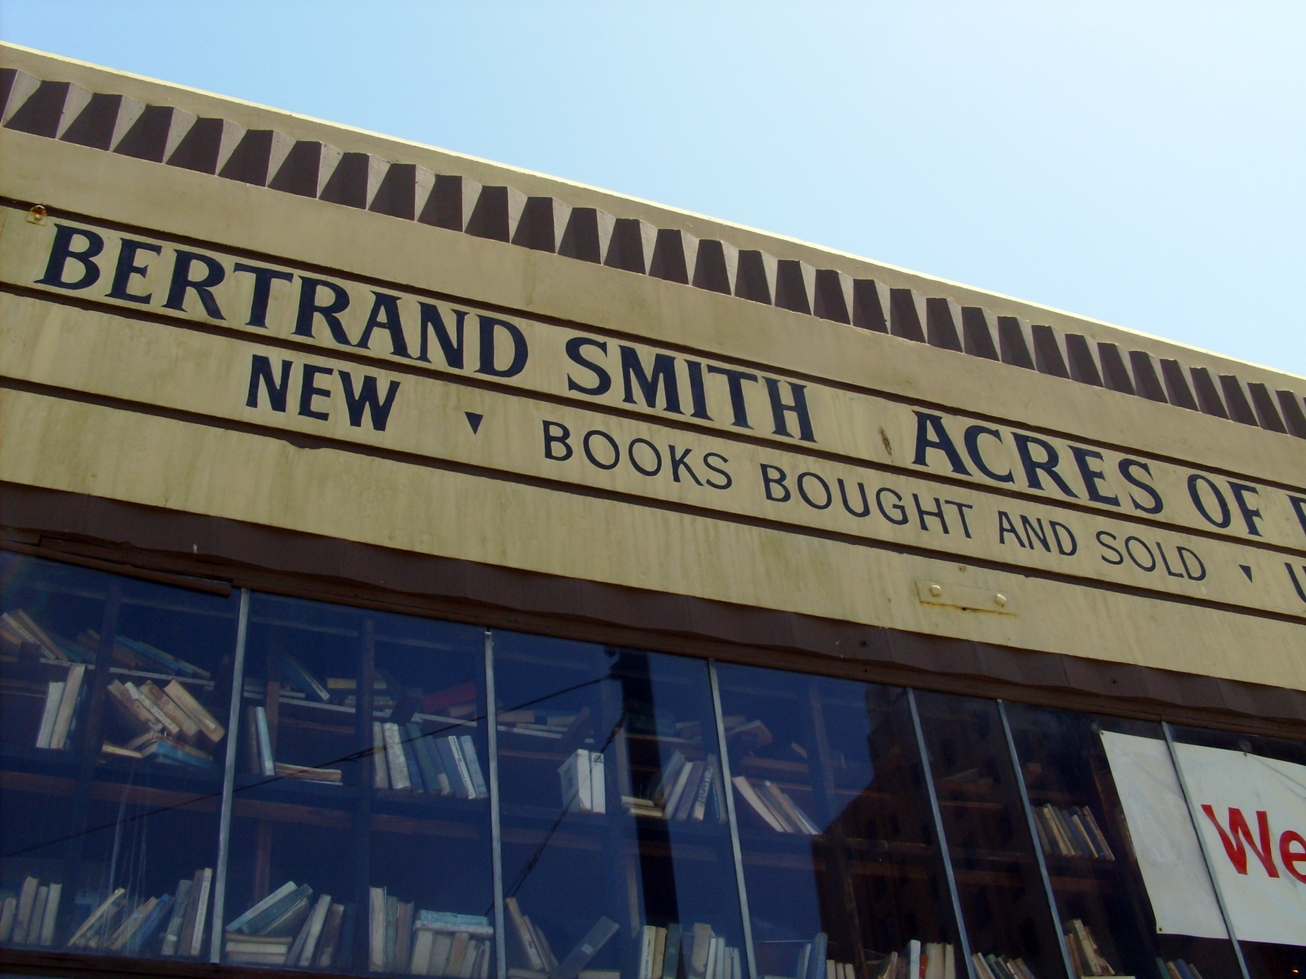 BERTRAND SMITH ACRES OF
NEW ▼ BOOKS BOUGHT AND SOLD ▼
We